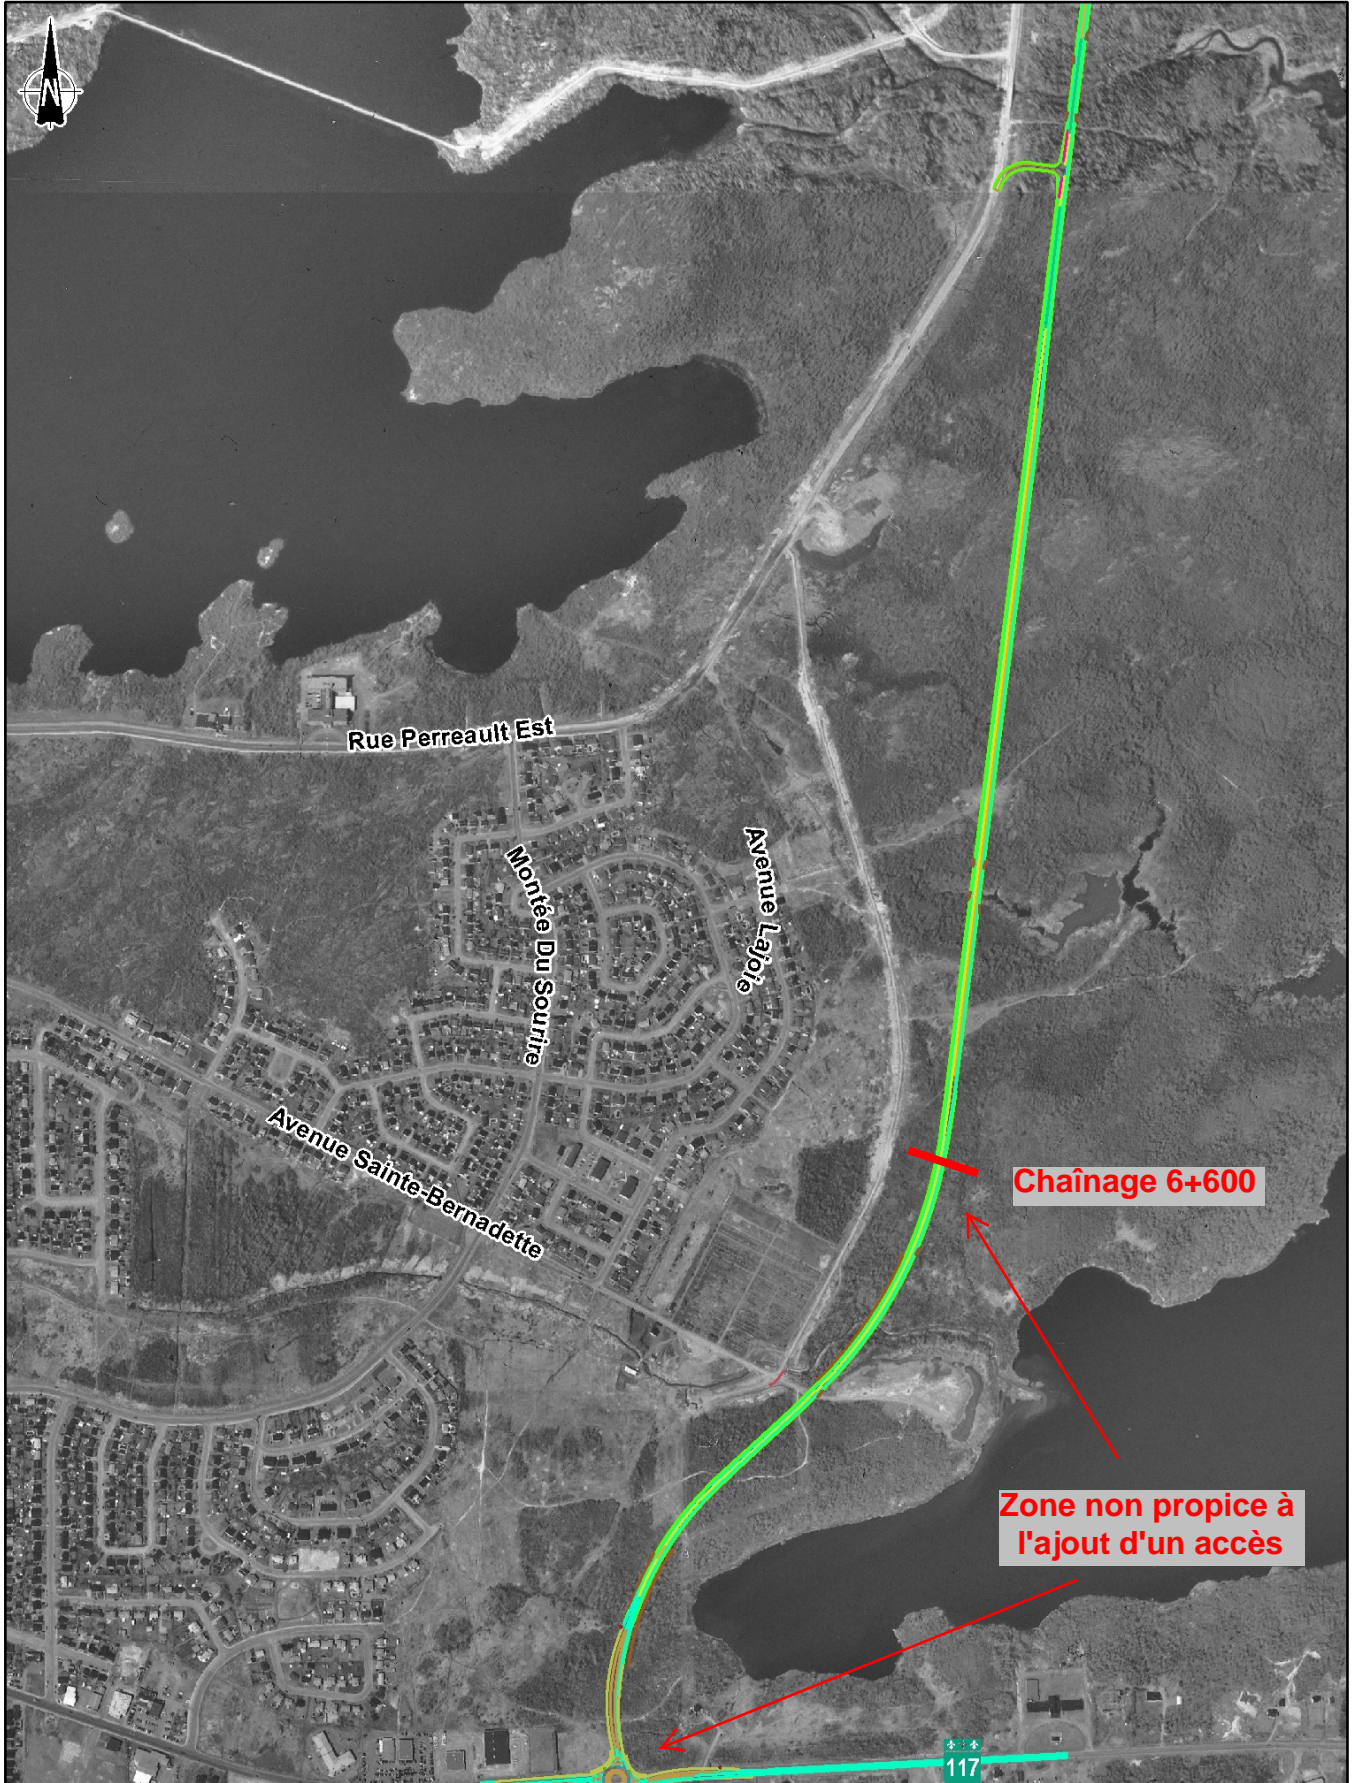 N
Rue Perreault Est
Avenue Lajoie
Montée Du Sourire
Avenue Sainte-Bernadette
Chaînage 6+600
Zone non propice à
l'ajout d'un accès
117